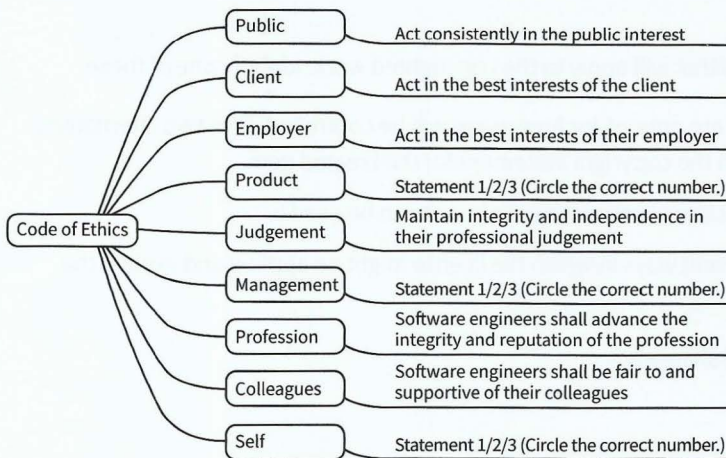 Public
Act consistently in the public interest
Client
Act in the best interests of the client
Employer
Act in the best interests of their employer
Product
Statement 1/2/3 (Circle the correct number.)
Code of Ethics
Judgement
Maintain integrity and independence in
their professional judgement
Management
Statement 1/2/3 (Circle the correct number.)
Profession
Software engineers shall advance the
integrity and reputation of the profession
Colleagues
Software engineers shall be fair to and
supportive of their colleagues
Self
Statement 1/2/3 (Circle the correct number.)